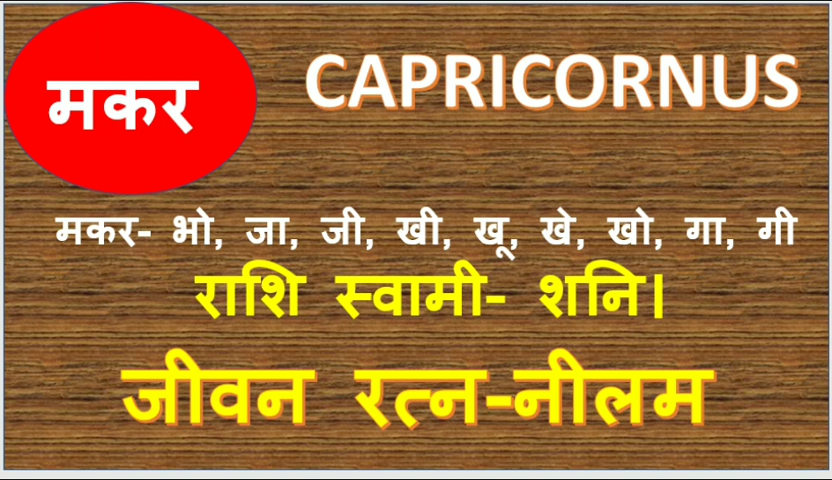 मकर
CAPRICORNUS
मकर- भो, जा, जी, खी, खू, खे, खो, गा, गी
राशि स्वामी- शनि।
जीवन रत्न-नीलम